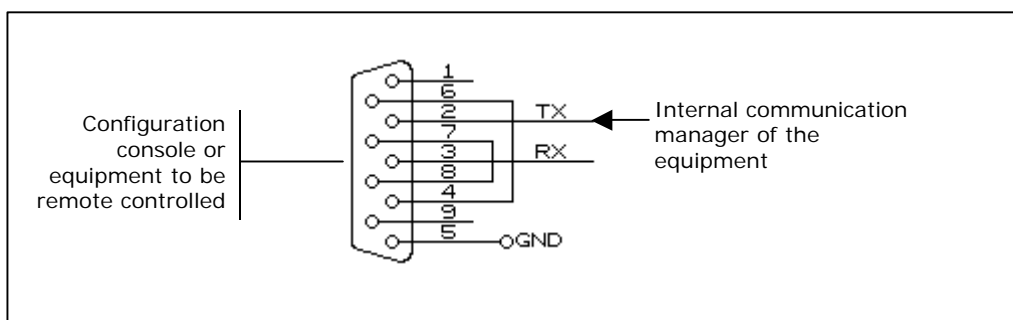 Configuration
console or
equipment to be
remote controlled
1
6
2
7
3
8
4
9
5
TX
RX
GND
Internal communication
manager of the
equipment